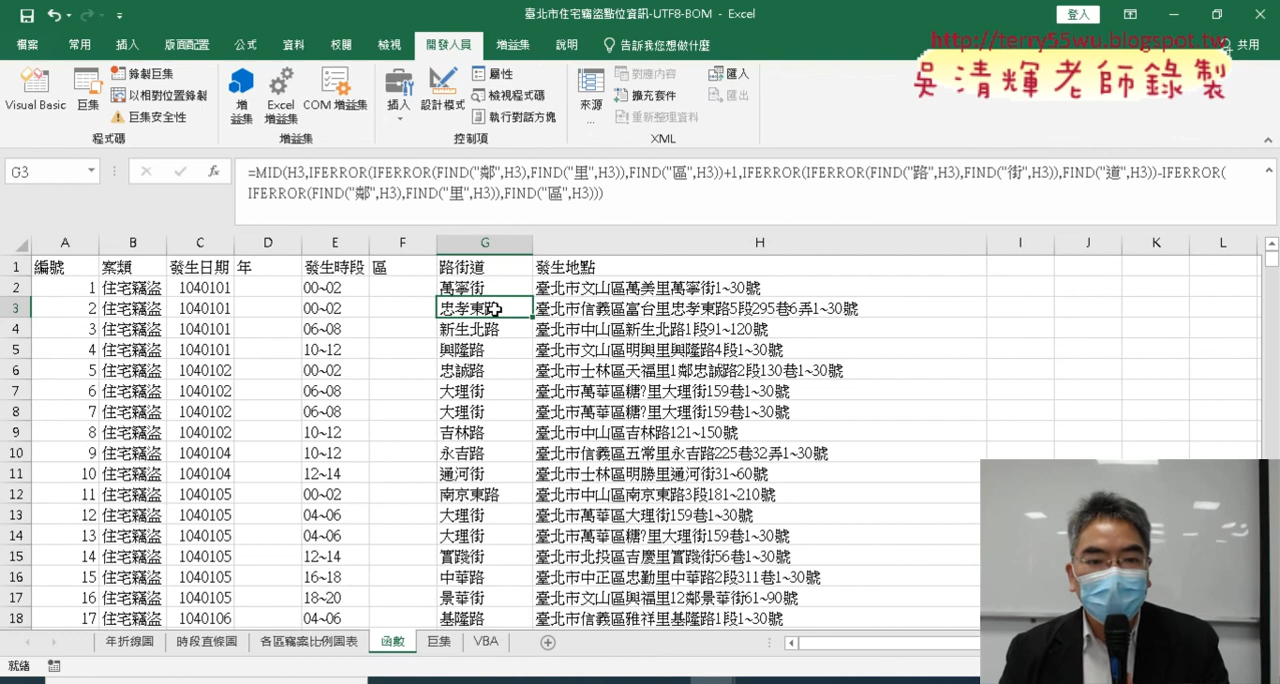 臺北市住宅竊盜點位資訊-UTF8-BOM - Excel
登入
檔案 常用 插入 版面配置 公式 資料 校閱 檢視 開發人員 增益集 說明 告訴我您想做什麼 共用
http://terry55wu.blogspot.tw
吳清輝老師錄製
Visual Basic 巨集 錄製巨集 以相對位置錄製 巨集安全性
增益集 Excel 增益集 COM 增益集
插入 設計模式 屬性 檢視程式碼 執行對話方塊
來源... 對應內容 擴充套件 重新整理資料 匯入 匯出
程式碼 增益集 控制項 XML
G3 fx =MID(H3,IFERROR(IFERROR(FIND("鄰",H3),FIND("里",H3)),FIND("區",H3))+1,IFERROR(IFERROR(FIND("路",H3),FIND("街",H3)),FIND("道",H3))-IFERROR(
IFERROR(FIND("鄰",H3),FIND("里",H3)),FIND("區",H3)))
A B C D E F G H I J K L
1 編號 案類 發生日期 年 發生時段 區 路街道 發生地點
2 1 住宅竊盜 1040101 00~02 萬寧街 臺北市文山區萬美里萬寧街1~30號
3 2 住宅竊盜 1040101 00~02 忠孝東路 臺北市信義區富台里忠孝東路5段295巷6弄1~30號
4 3 住宅竊盜 1040101 06~08 新生北路 臺北市中山區新生北路1段91~120號
5 4 住宅竊盜 1040101 10~12 興隆路 臺北市文山區明興里興隆路4段1~30號
6 5 住宅竊盜 1040102 00~02 忠誠路 臺北市士林區天福里1鄰忠誠路2段130巷1~30號
7 6 住宅竊盜 1040102 06~08 大理街 臺北市萬華區糖?里大理街159巷1~30號
8 7 住宅竊盜 1040102 06~08 大理街 臺北市萬華區糖?里大理街159巷1~30號
9 8 住宅竊盜 1040102 10~12 吉林路 臺北市中山區吉林路121~150號
10 9 住宅竊盜 1040104 10~12 永吉路 臺北市信義區五常里永吉路225巷32弄1~30號
11 10 住宅竊盜 1040104 12~14 通河街 臺北市士林區明勝里通河街31~60號
12 11 住宅竊盜 1040105 00~02 南京東路 臺北市中山區南京東路3段181~210號
13 12 住宅竊盜 1040105 04~06 大理街 臺北市萬華區大理街159巷1~30號
14 13 住宅竊盜 1040105 04~06 大理街 臺北市萬華區糖?里大理街159巷1~30號
15 14 住宅竊盜 1040105 12~14 實踐街 臺北市北投區吉慶里實踐街56巷1~30號
16 15 住宅竊盜 1040105 16~18 中華路 臺北市中正區忠勤里中華路2段311巷1~30號
17 16 住宅竊盜 1040105 18~20 景華街 臺北市文山區興福里12鄰景華街61~90號
18 17 住宅竊盜 1040106 04~06 基隆路 臺北市信義區雅祥里基隆路1段1~30號
年折線圖 時段直條圖 各區竊案比例圖表 函數 巨集 VBA
就緒